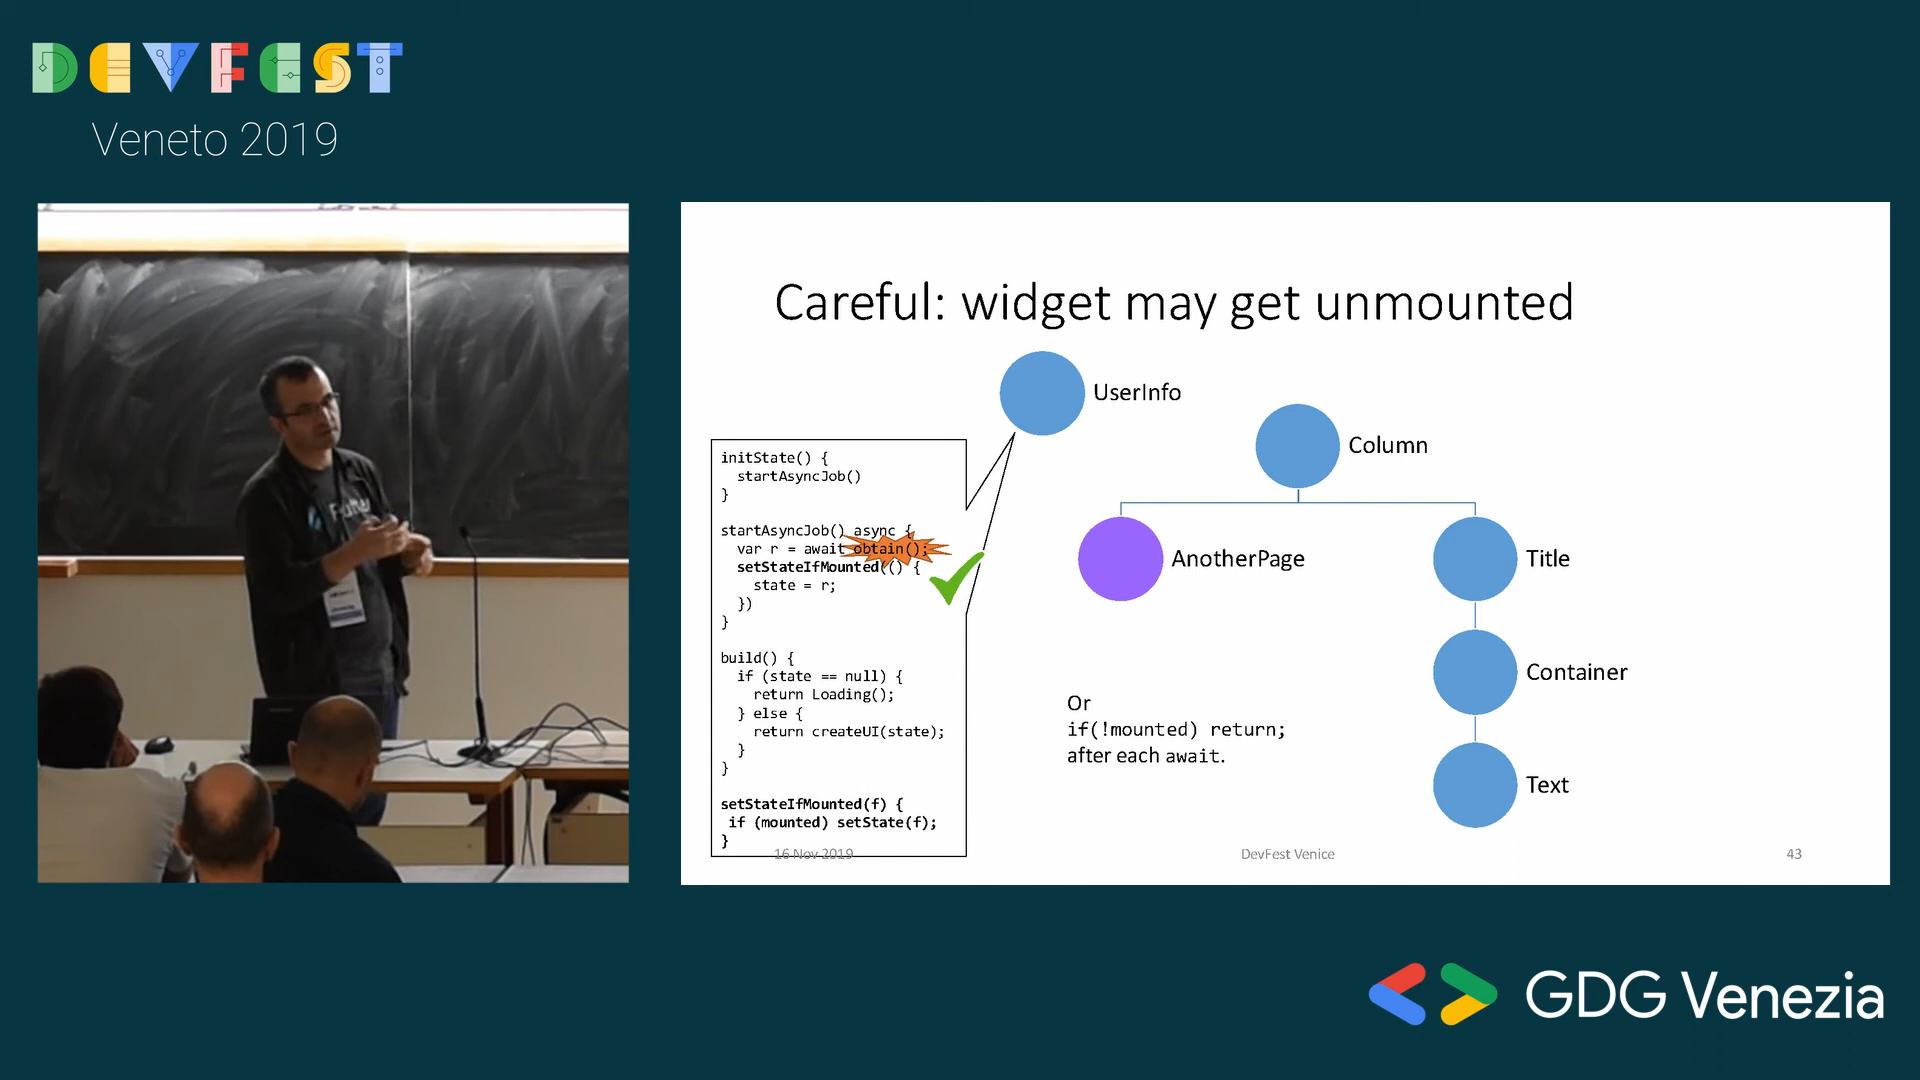 DEVFEST
Veneto 2019
Careful: widget may get unmounted
UserInfo
Column
AnotherPage
Title
Container
Text
initState() {
startAsyncJob()
}
startAsyncJob() async {
var r = await obtain();
setStateIfMounted(() {
state = r;
})
}
build() {
if (state == null) {
return Loading();
} else {
return createUI(state);
}
}
setStateIfMounted(f) {
if (mounted) setState(f);
}
Or
if(!mounted) return;
after each await.
16 Nov 2019
DevFest Venice
43
GDG Venezia